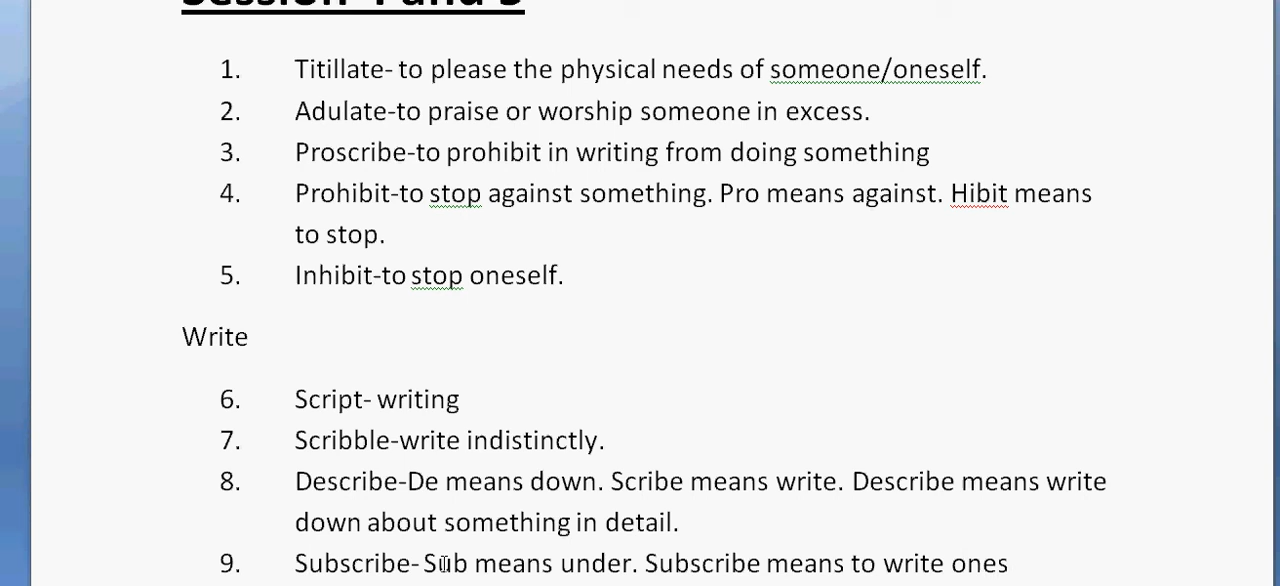 Session 4 and 5
1. Titillate- to please the physical needs of someone/oneself.
2. Adulate-to praise or worship someone in excess.
3. Proscribe-to prohibit in writing from doing something
4. Prohibit-to stop against something. Pro means against. Hibit means
to stop.
5. Inhibit-to stop oneself.
Write
6. Script- writing
7. Scribble-write indistinctly.
8. Describe-De means down. Scribe means write. Describe means write
down about something in detail.
9. Subscribe- Sub means under. Subscribe means to write ones